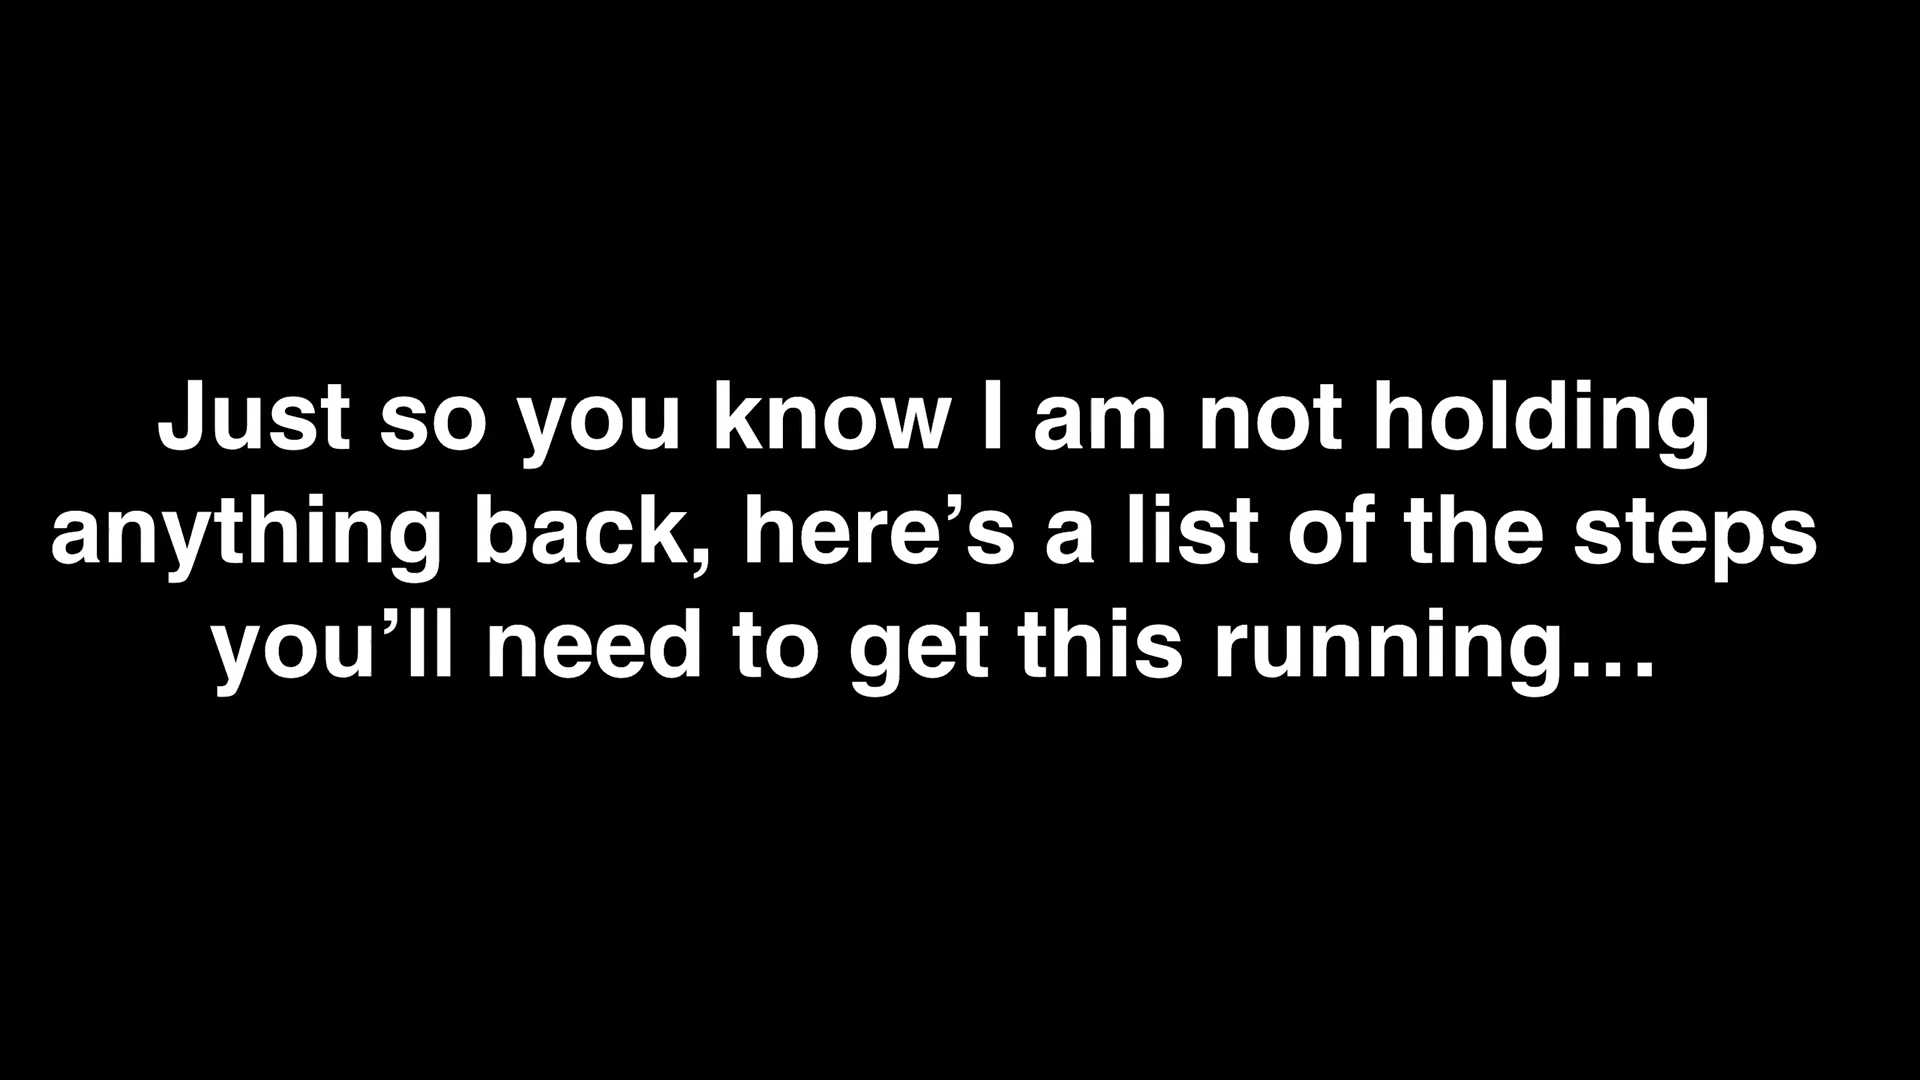 Just so you know I am not holding
anything back, here’s a list of the steps
you’ll need to get this running…